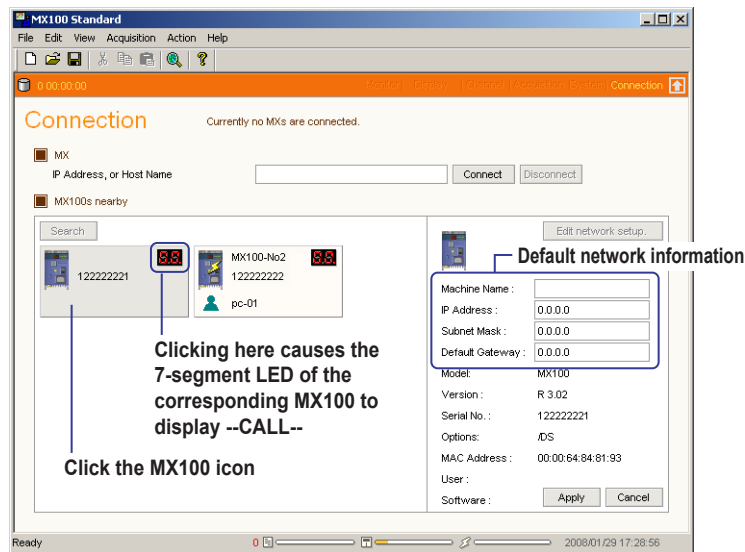 MX100 Standard
File Edit View Acquisition Action Help
0 00:00:00
Monitor | Display | Channel | Acquisition | System | Connection
Connection
Currently no MXs are connected.
MX
IP Address, or Host Name
Connect
Disconnect
MX100s nearby
Search
122222221
8.8.
MX100-No2
8.8.
122222222
pc-01
Edit network setup.
Default network information
Machine Name :
IP Address : 0.0.0.0
Subnet Mask : 0.0.0.0
Default Gateway : 0.0.0.0
Model: MX100
Version : R 3.02
Serial No. : 122222221
Options: /DS
MAC Address : 00:00:64:84:81:93
User :
Software :
Apply
Cancel
Clicking here causes the
7-segment LED of the
corresponding MX100 to
display --CALL--
Click the MX100 icon
Ready
0
2008/01/29 17:28:56